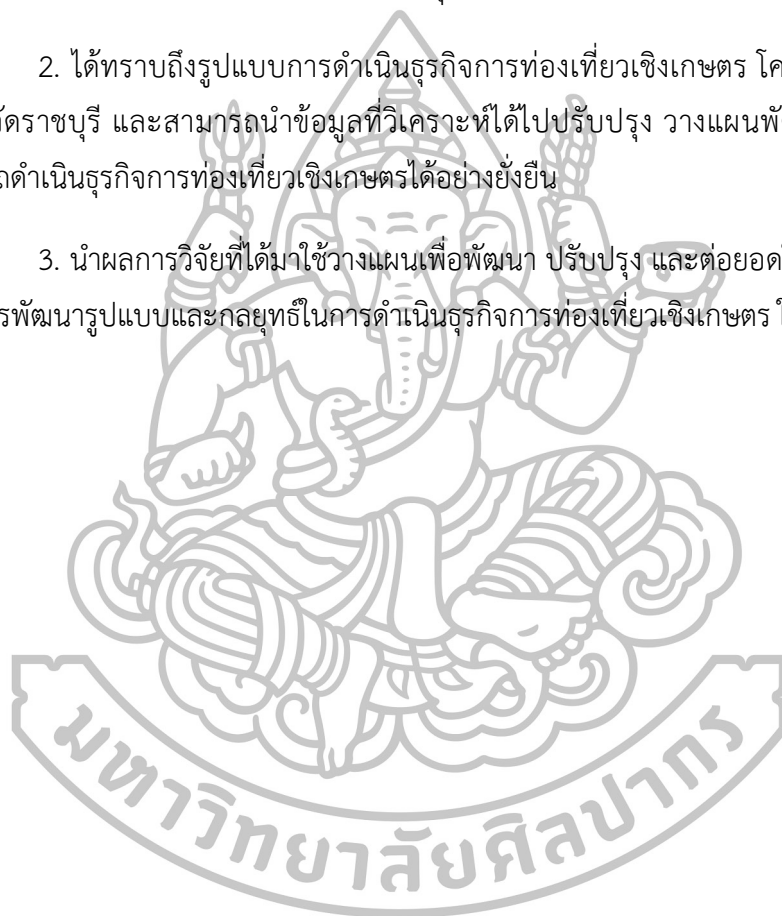 2. ได้ทราบถึงรูปแบบการดำเนินธุรกิจการท่องเที่ยวเชิงเกษตร
จัดราชบุรี และสามารถนำข้อมูลที่วิเคราะห์ได้ไปปรับปรุง วางแผนพั
ถดำเนินธุรกิจการท่องเที่ยวเชิงเกษตรได้อย่างยั่งยืน
3. นำผลการวิจัยที่ได้มาใช้วางแผนเพื่อพัฒนา ปรับปรุง และต่อยอด
รพัฒนารูปแบบและกลยุทธ์ในการดำเนินธุรกิจการท่องเที่ยวเชิงเกษตร
มหาวิทยาลัยศิลปากร